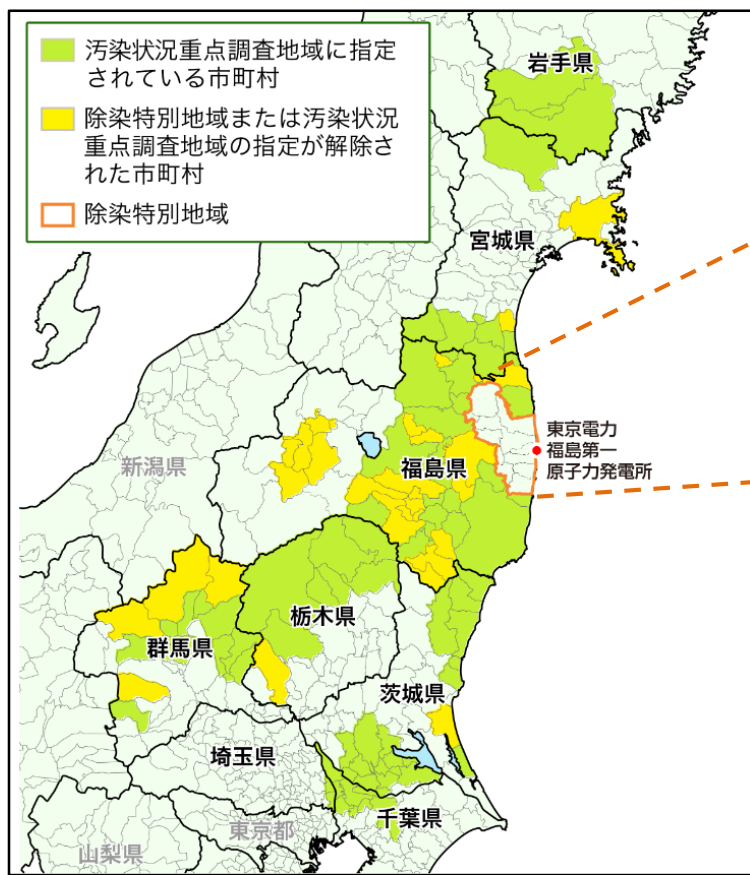 汚染状況重点調査地域に指定
されている市町村
除染特別地域または汚染状況
重点調査地域の指定が解除さ
れた市町村
除染特別地域
岩手県
宮城県
東京電力
福島第一
原子力発電所
新潟県
福島県
栃木県
群馬県
茨城県
埼玉県
千葉県
東京都
山梨県